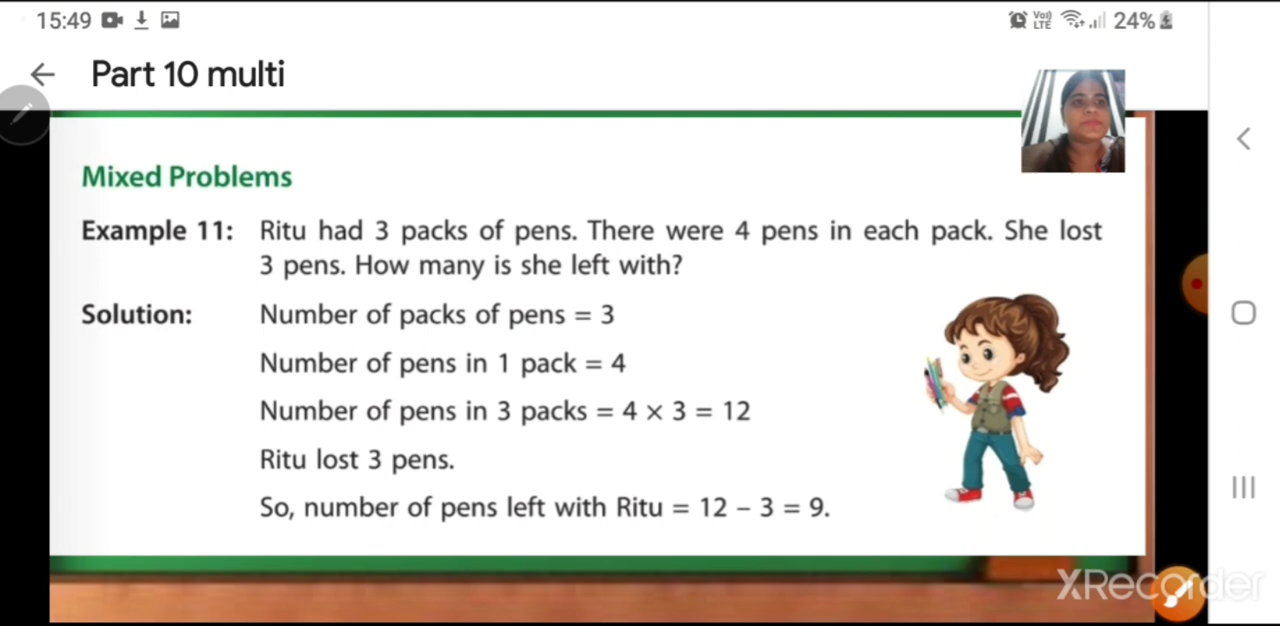 15:49 Vo)) LTE 24%
Part 10 multi
Mixed Problems
Example 11: Ritu had 3 packs of pens. There were 4 pens in each pack. She lost
3 pens. How many is she left with?
Solution: Number of packs of pens = 3
Number of pens in 1 pack = 4
Number of pens in 3 packs = 4 × 3 = 12
Ritu lost 3 pens.
So, number of pens left with Ritu = 12 – 3 = 9.
XRecorder